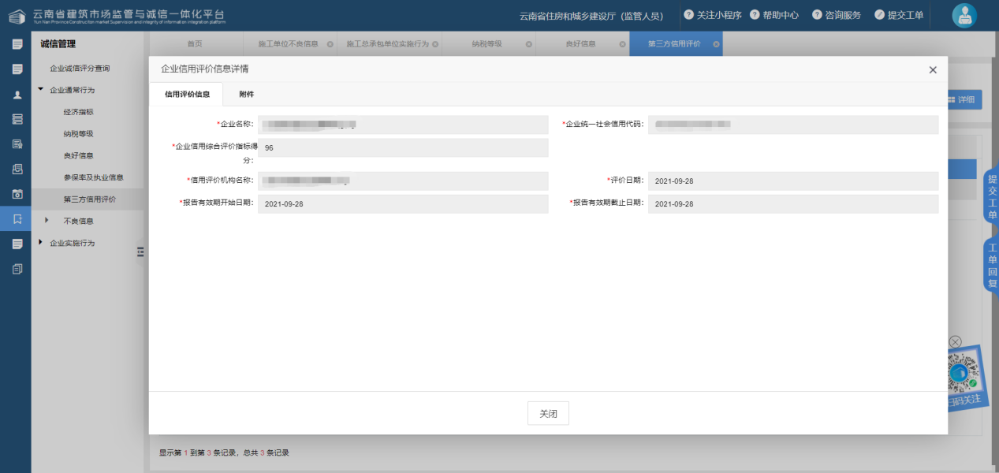 云南省建筑市场监管与诚信一体化平台
Yun Nan Province Construction market Supervision and integrity of information integration platform
云南省住房和城乡建设厅（监管人员）
关注小程序
帮助中心
咨询服务
提交工单
诚信管理
首页
施工单位不良信息
施工总承包单位实施行为
纳税等级
良好信息
第三方信用评价
企业诚信评分查询
企业通常行为
经济指标
纳税等级
良好信息
参保率及执业信息
第三方信用评价
不良信息
企业实施行为
企业信用评价信息详情
信用评价信息
附件
详细
*企业名称：
*企业统一社会信用代码：
*企业信用综合评价指标得分： 96
*信用评价机构名称：
*评价日期： 2021-09-28
*报告有效期开始日期： 2021-09-28
*报告有效期截止日期： 2021-09-28
关闭
提交工单
工单回复
扫码关注
显示第 1 到第 3 条记录，总共 3 条记录